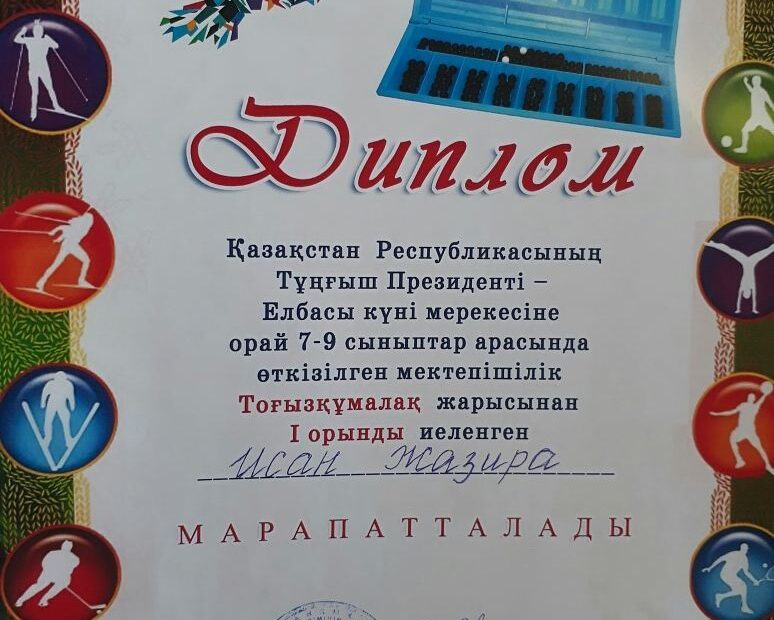 Диплом
Қазақстан Республикасының
Тұңғыш Президенті –
Елбасы күні мерекесіне
орай 7-9 сыныптар арасында
өткізілген мектепішілік
Тоғызқұмалақ жарысынан
І орынды иеленген
Исан Жазира
МАРАПАТТАЛАДЫ